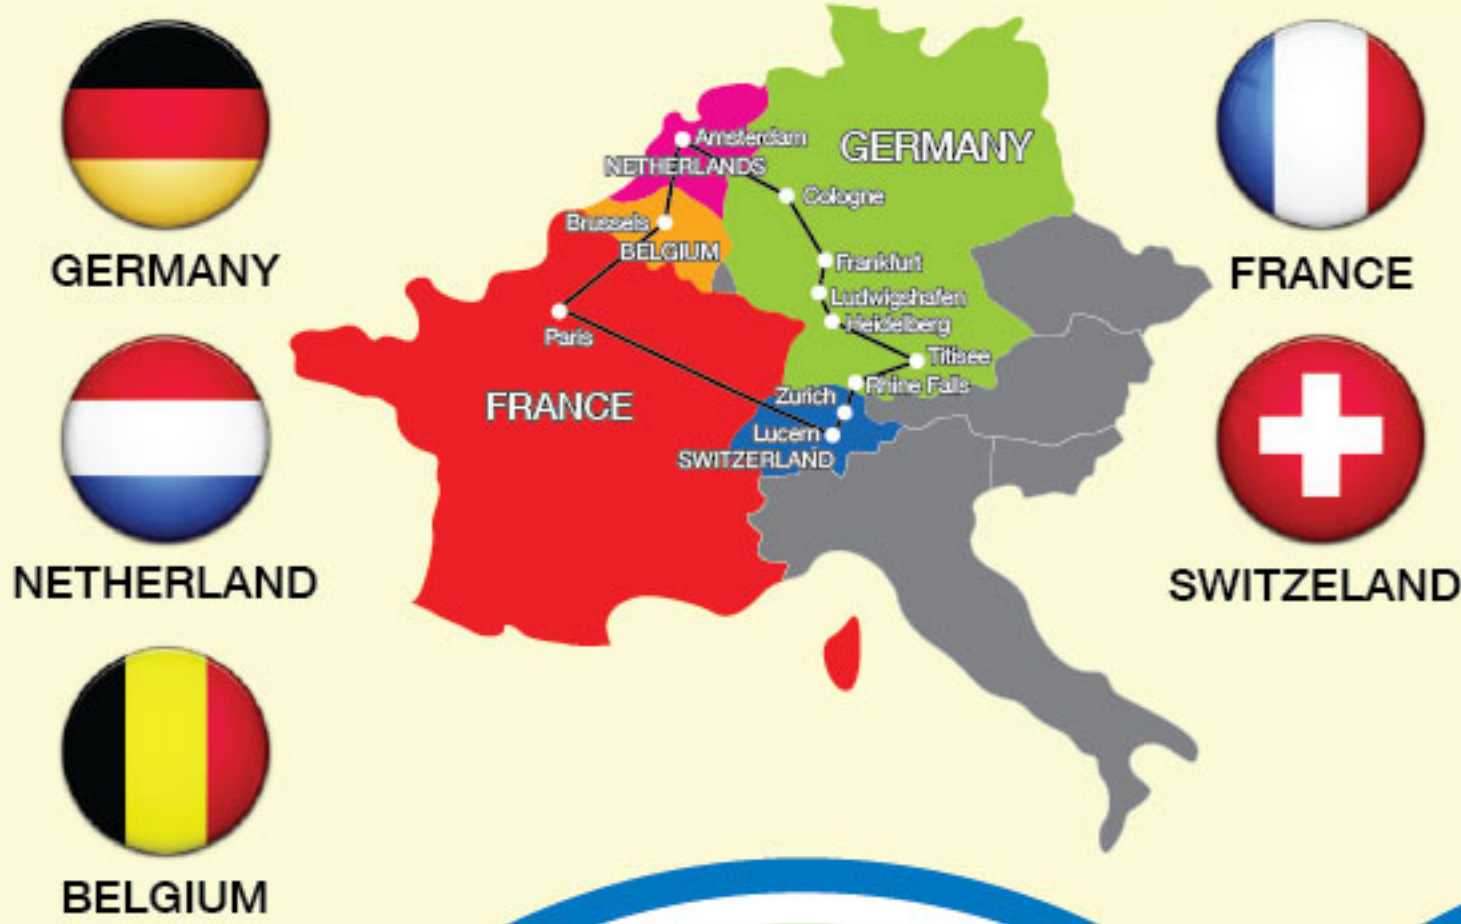 GERMANY
NETHERLAND
BELGIUM
Amsterdam
NETHERLANDS
GERMANY
Cologne
Brussels
BELGIUM
Frankfurt
Ludwigshafen
Heidelberg
Paris
Titisee
Rhine Falls
Zurich
FRANCE
Lucern
SWITZERLAND
FRANCE
SWITZELAND